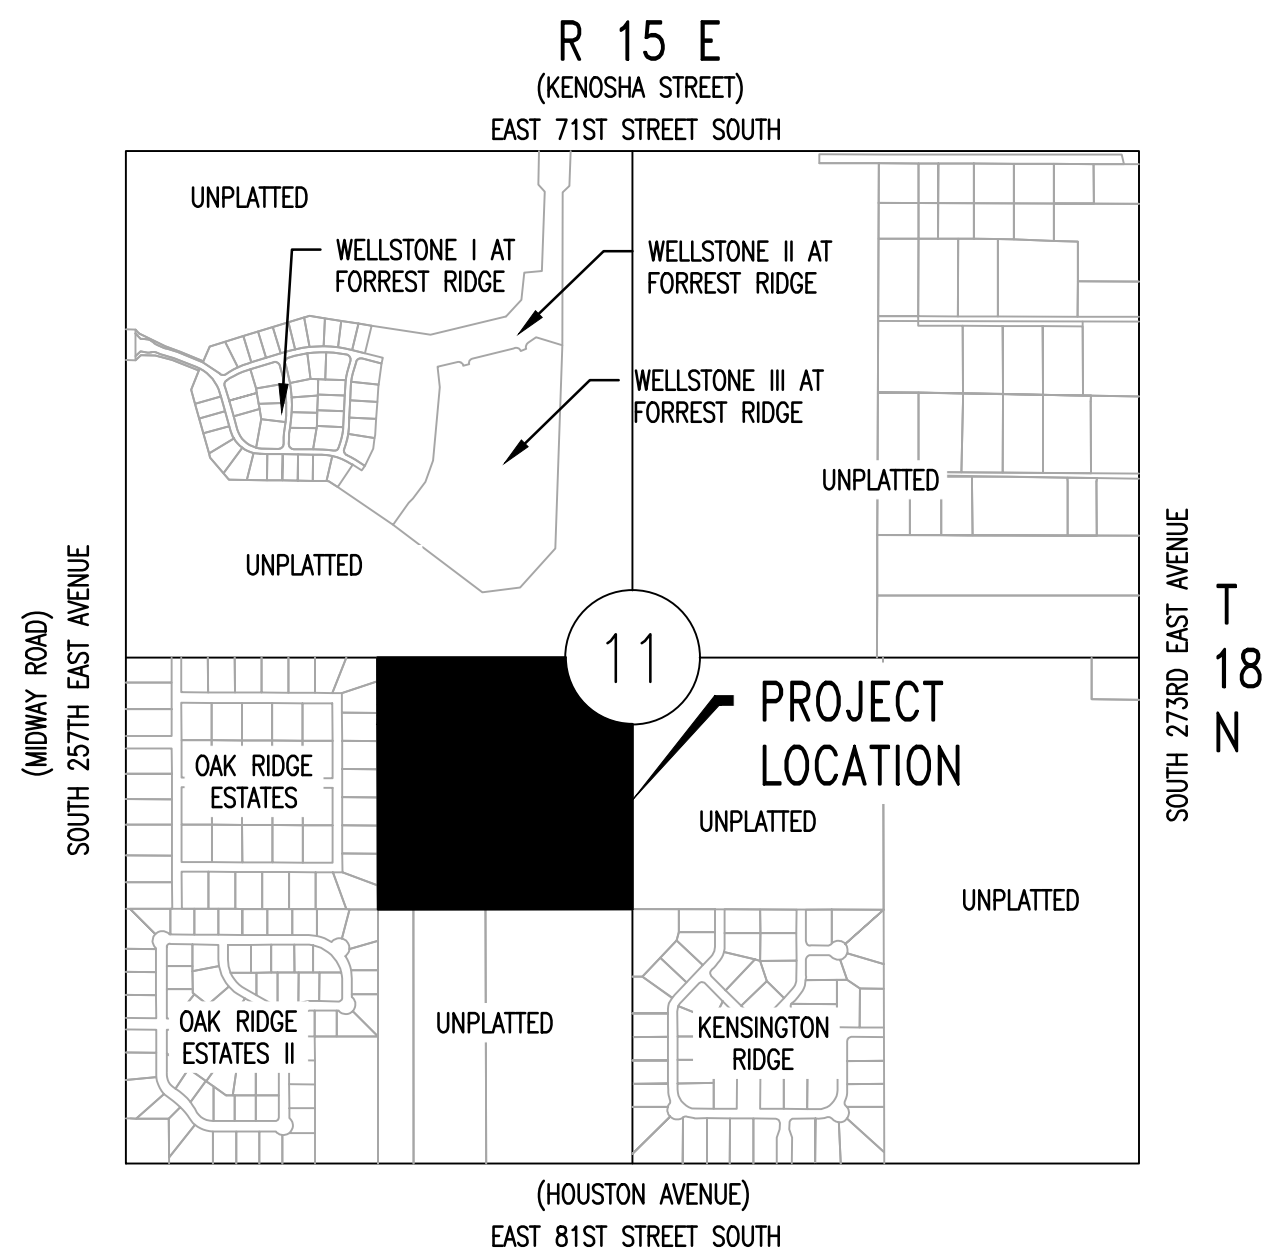 R 15 E
(KENOSHA STREET)
EAST 71ST STREET SOUTH
UNPLATTED
WELLSTONE I AT
FORREST RIDGE
WELLSTONE II AT
FORREST RIDGE
WELLSTONE III AT
FORREST RIDGE
UNPLATTED
UNPLATTED
(MIDWAY ROAD)
SOUTH 257TH EAST AVENUE
SOUTH 273RD EAST AVENUE
T
18
N
11
PROJECT
LOCATION
OAK RIDGE
ESTATES
UNPLATTED
UNPLATTED
OAK RIDGE
ESTATES II
UNPLATTED
KENSINGTON
RIDGE
(HOUSTON AVENUE)
EAST 81ST STREET SOUTH